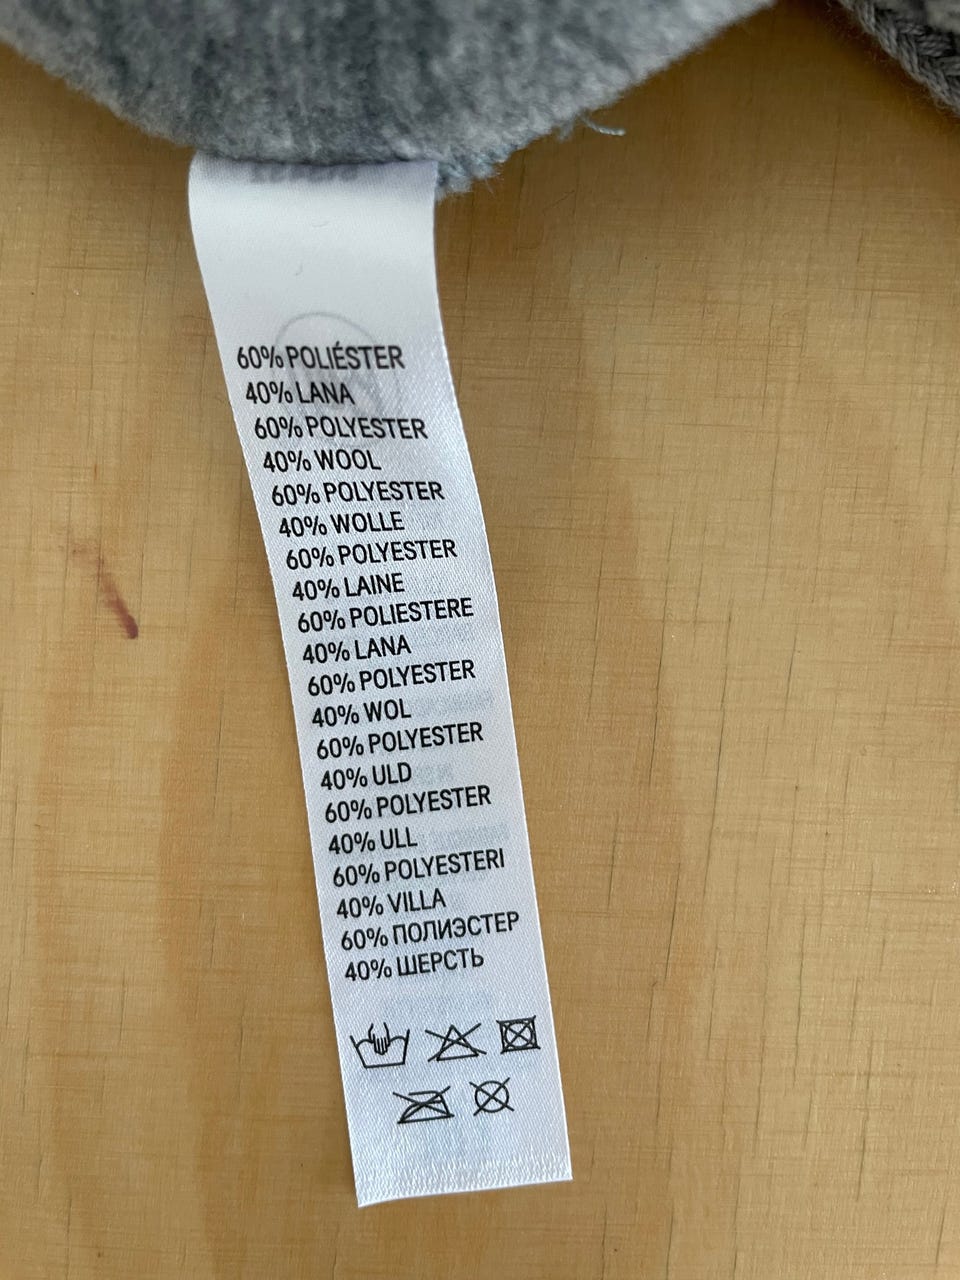 60% POLIÉSTER
40% LANA
60% POLYESTER
40% WOOL
60% POLYESTER
40% WOLLE
60% POLYESTER
40% LAINE
60% POLIESTERE
40% LANA
60% POLYESTER
40% WOL
60% POLYESTER
40% ULD
60% POLYESTER
40% ULL
60% POLYESTERI
40% VILLA
60% ПОЛИЭСТЕР
40% ШЕРСТЬ